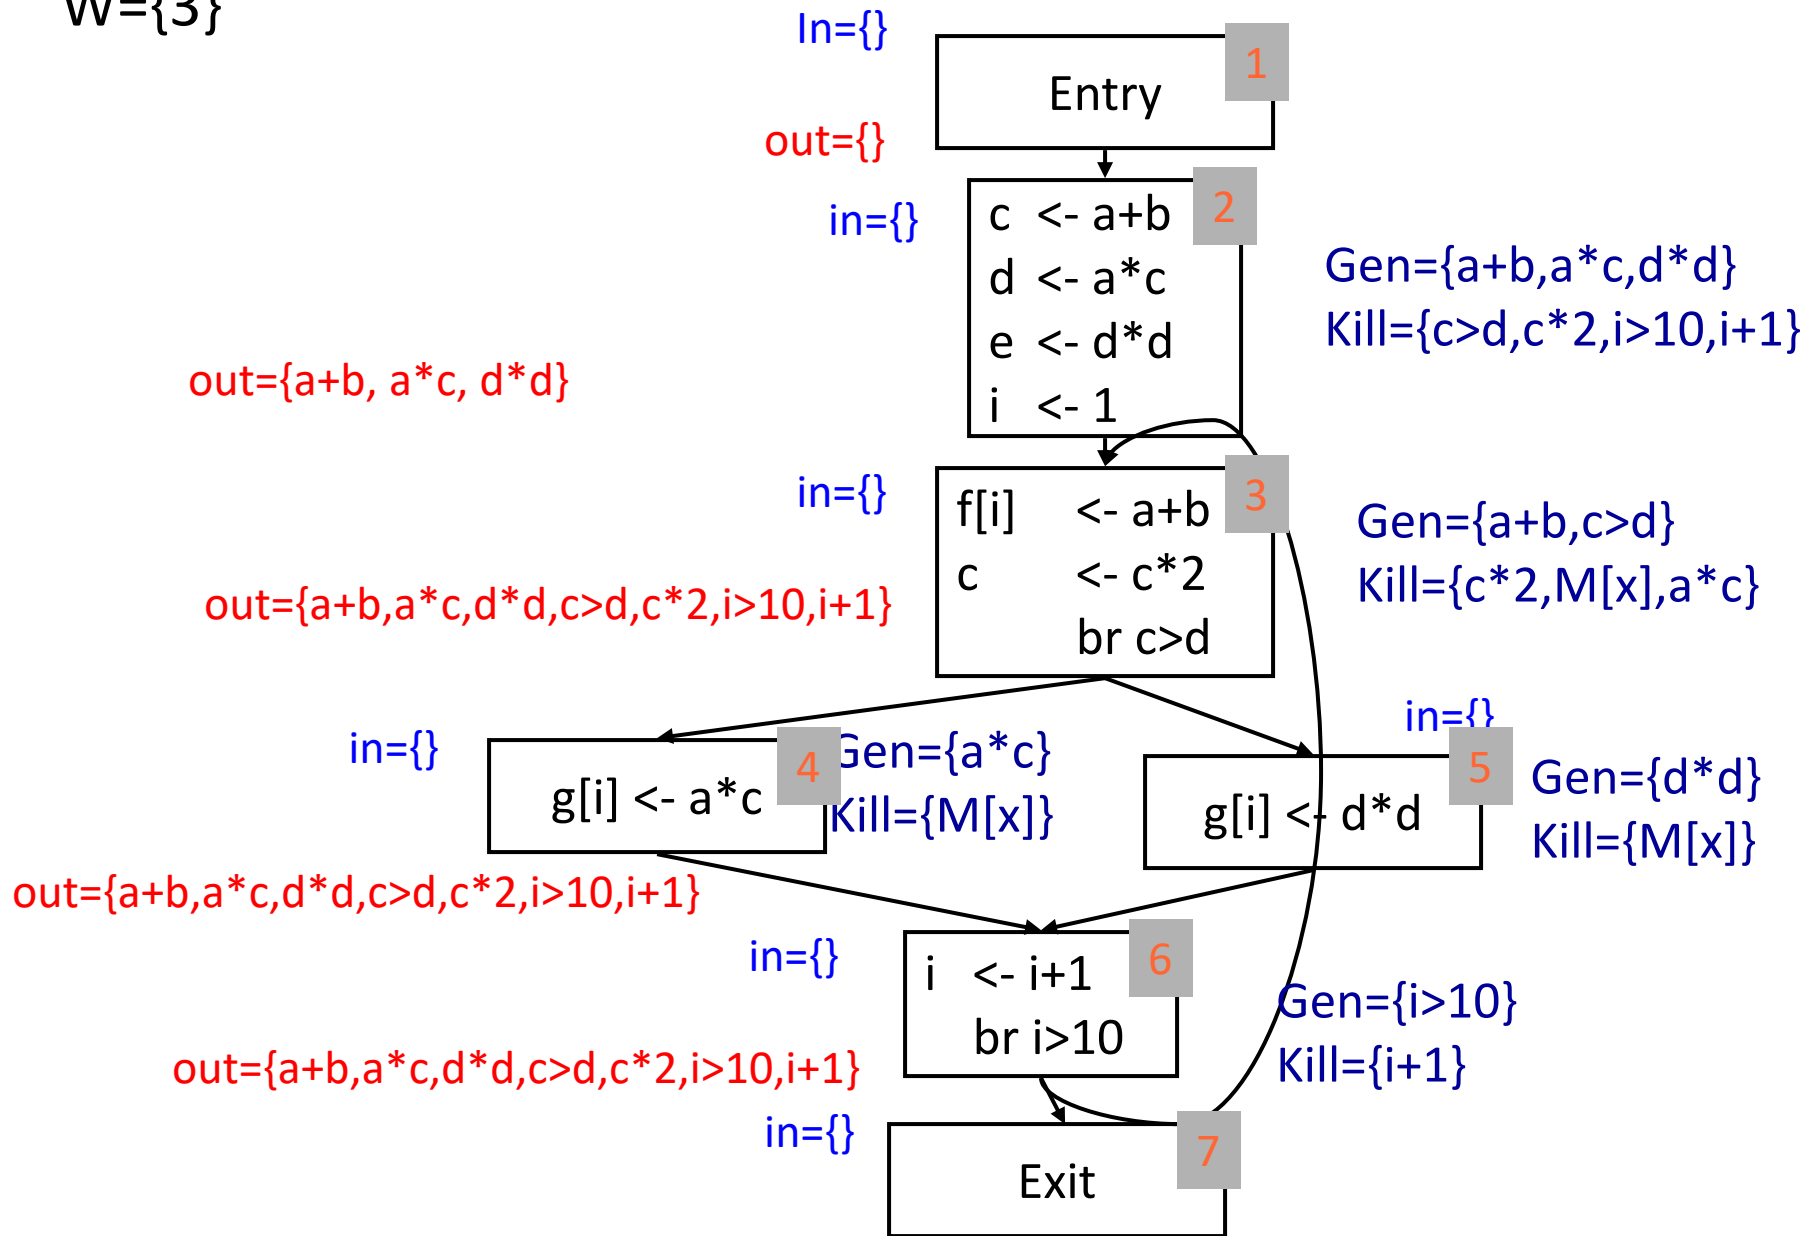 W={3}
In={}
1
Entry
out={}
in={}
2
c <- a+b
d <- a*c
e <- d*d
i <- 1
Gen={a+b,a*c,d*d}
Kill={c>d,c*2,i>10,i+1}
out={a+b, a*c, d*d}
in={}
3
f[i] <- a+b
c <- c*2
br c>d
Gen={a+b,c>d}
Kill={c*2,M[x],a*c}
out={a+b,a*c,d*d,c>d,c*2,i>10,i+1}
in={}
4
g[i] <- a*c
Gen={a*c}
Kill={M[x]}
in={}
5
g[i] <- d*d
Gen={d*d}
Kill={M[x]}
out={a+b,a*c,d*d,c>d,c*2,i>10,i+1}
in={}
6
i <- i+1
br i>10
Gen={i>10}
Kill={i+1}
out={a+b,a*c,d*d,c>d,c*2,i>10,i+1}
in={}
7
Exit